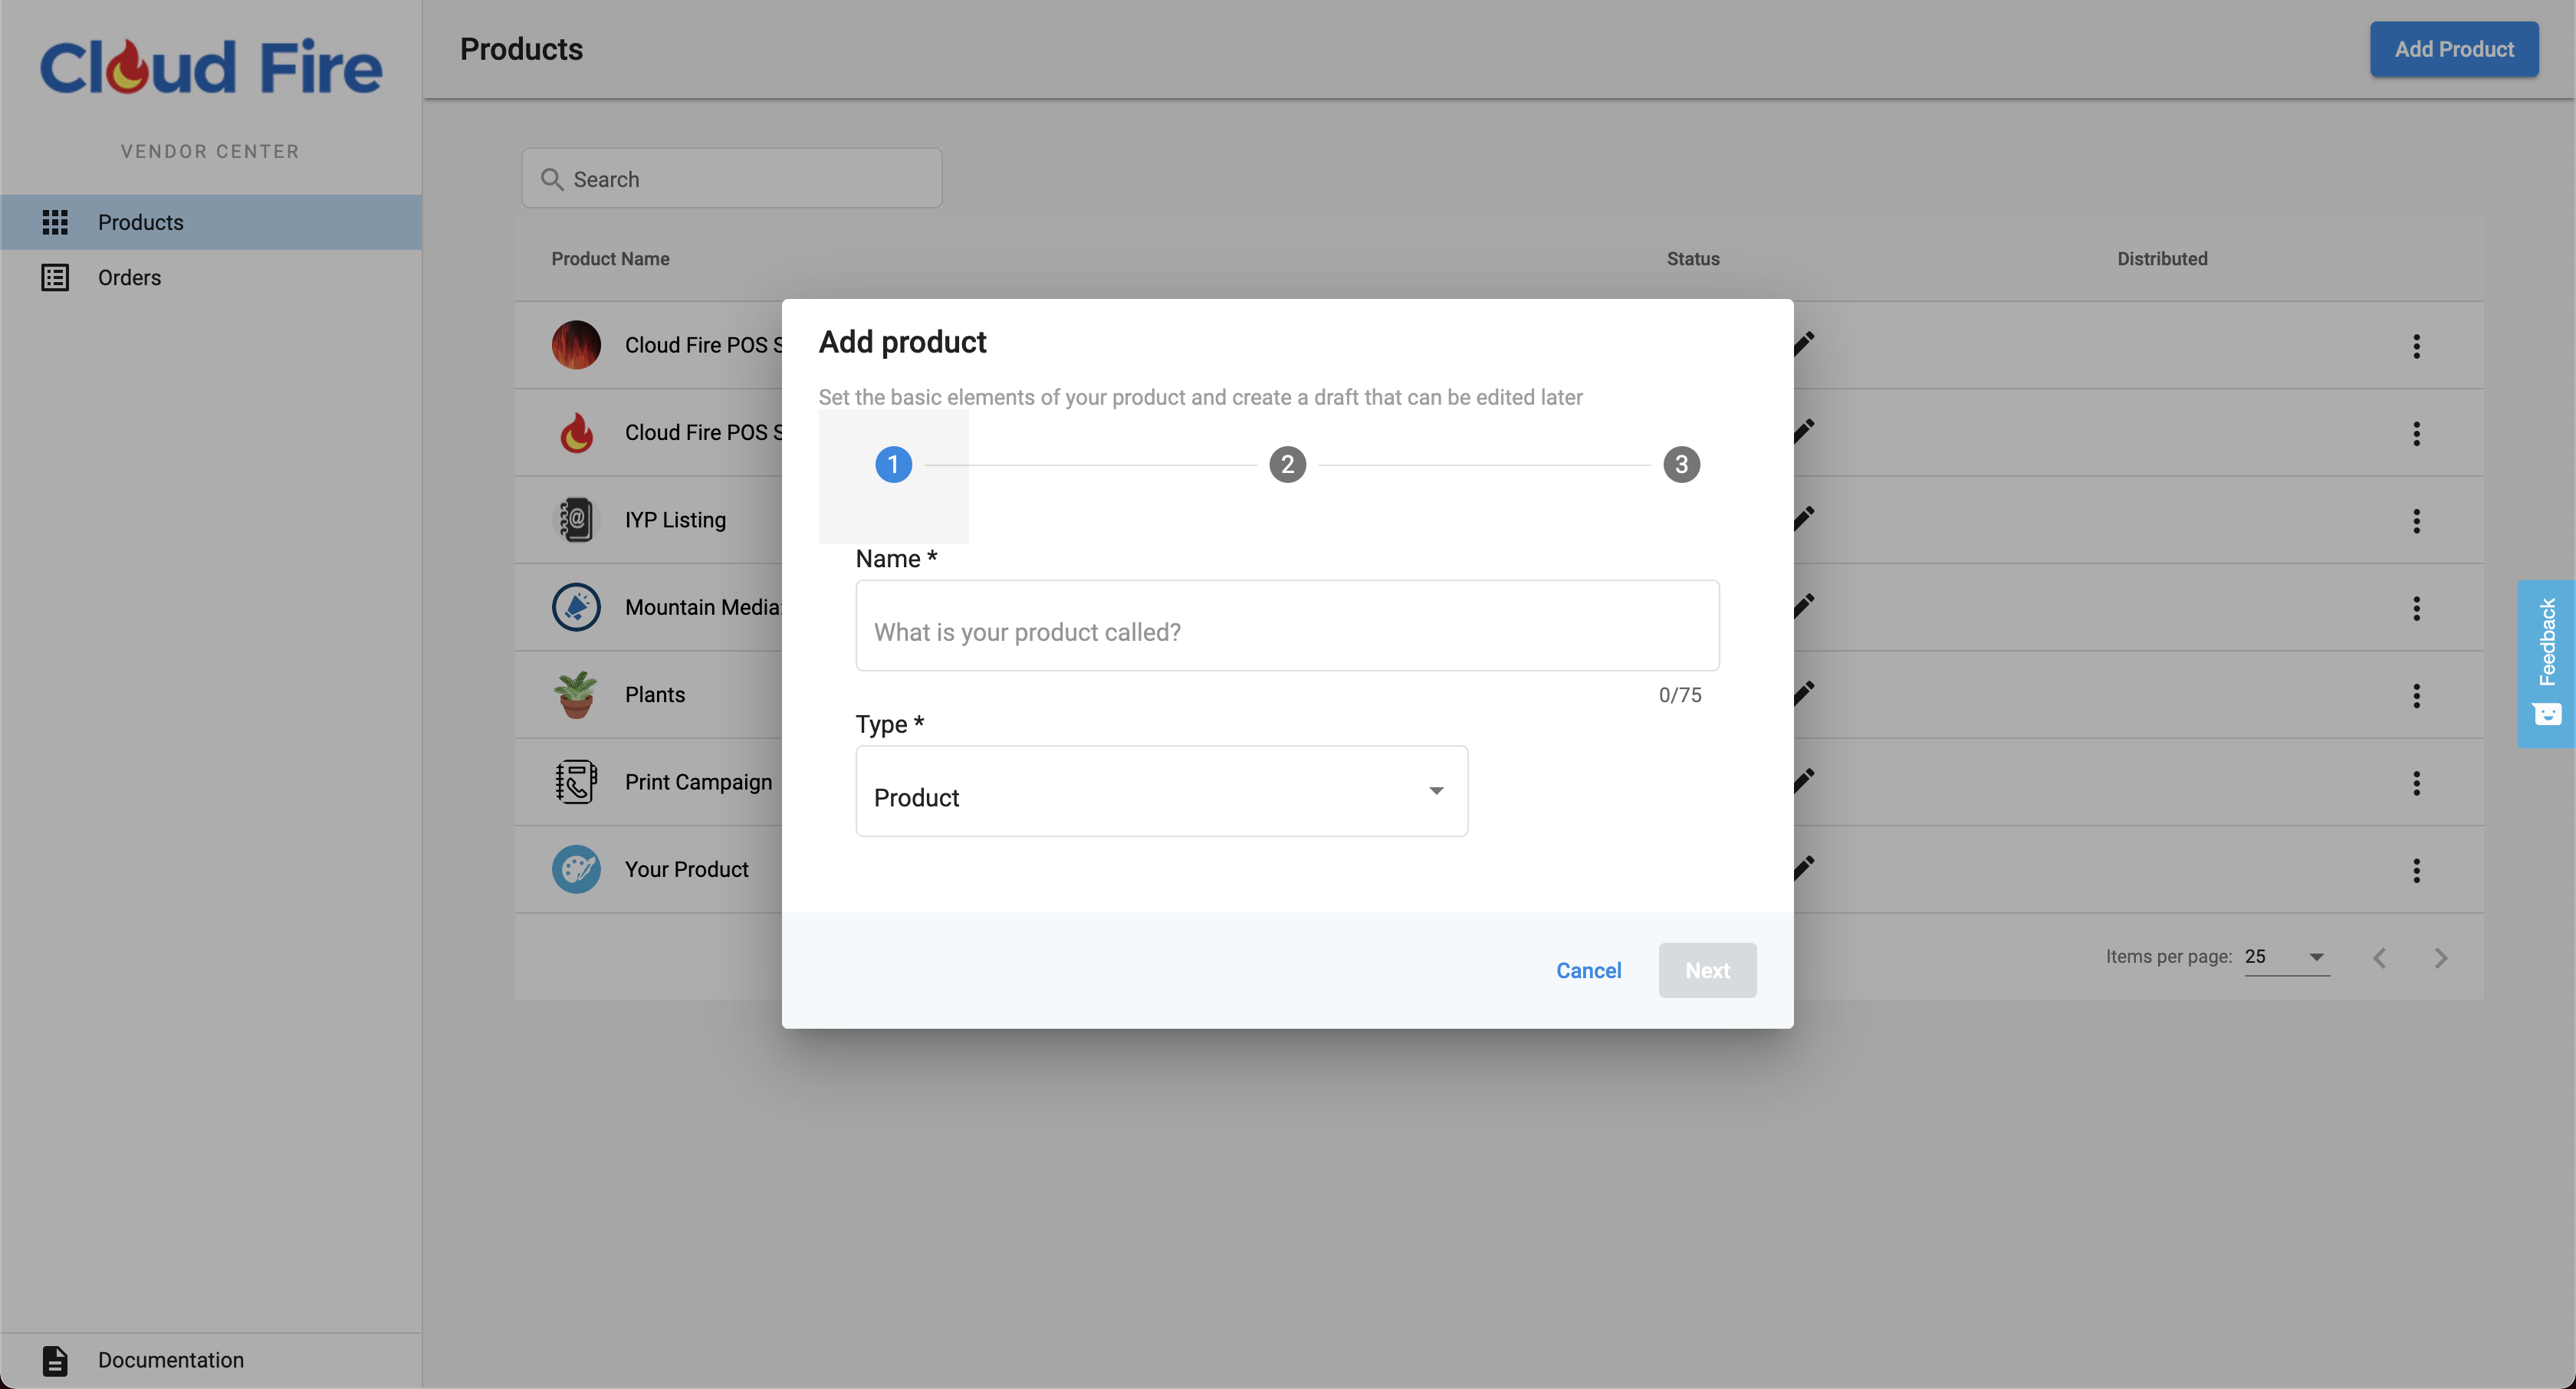 Cloud Fire
VENDOR CENTER
Products
Orders
Documentation
Products
Add Product
Search
Product Name
Status
Distributed
Cloud Fire POS S
Cloud Fire POS S
IYP Listing
Mountain Media:
Plants
Print Campaign
Your Product
Items per page: 25
Add product
Set the basic elements of your product and create a draft that can be edited later
1
2
3
Name *
What is your product called?
0/75
Type *
Product
Cancel
Next
Feedback